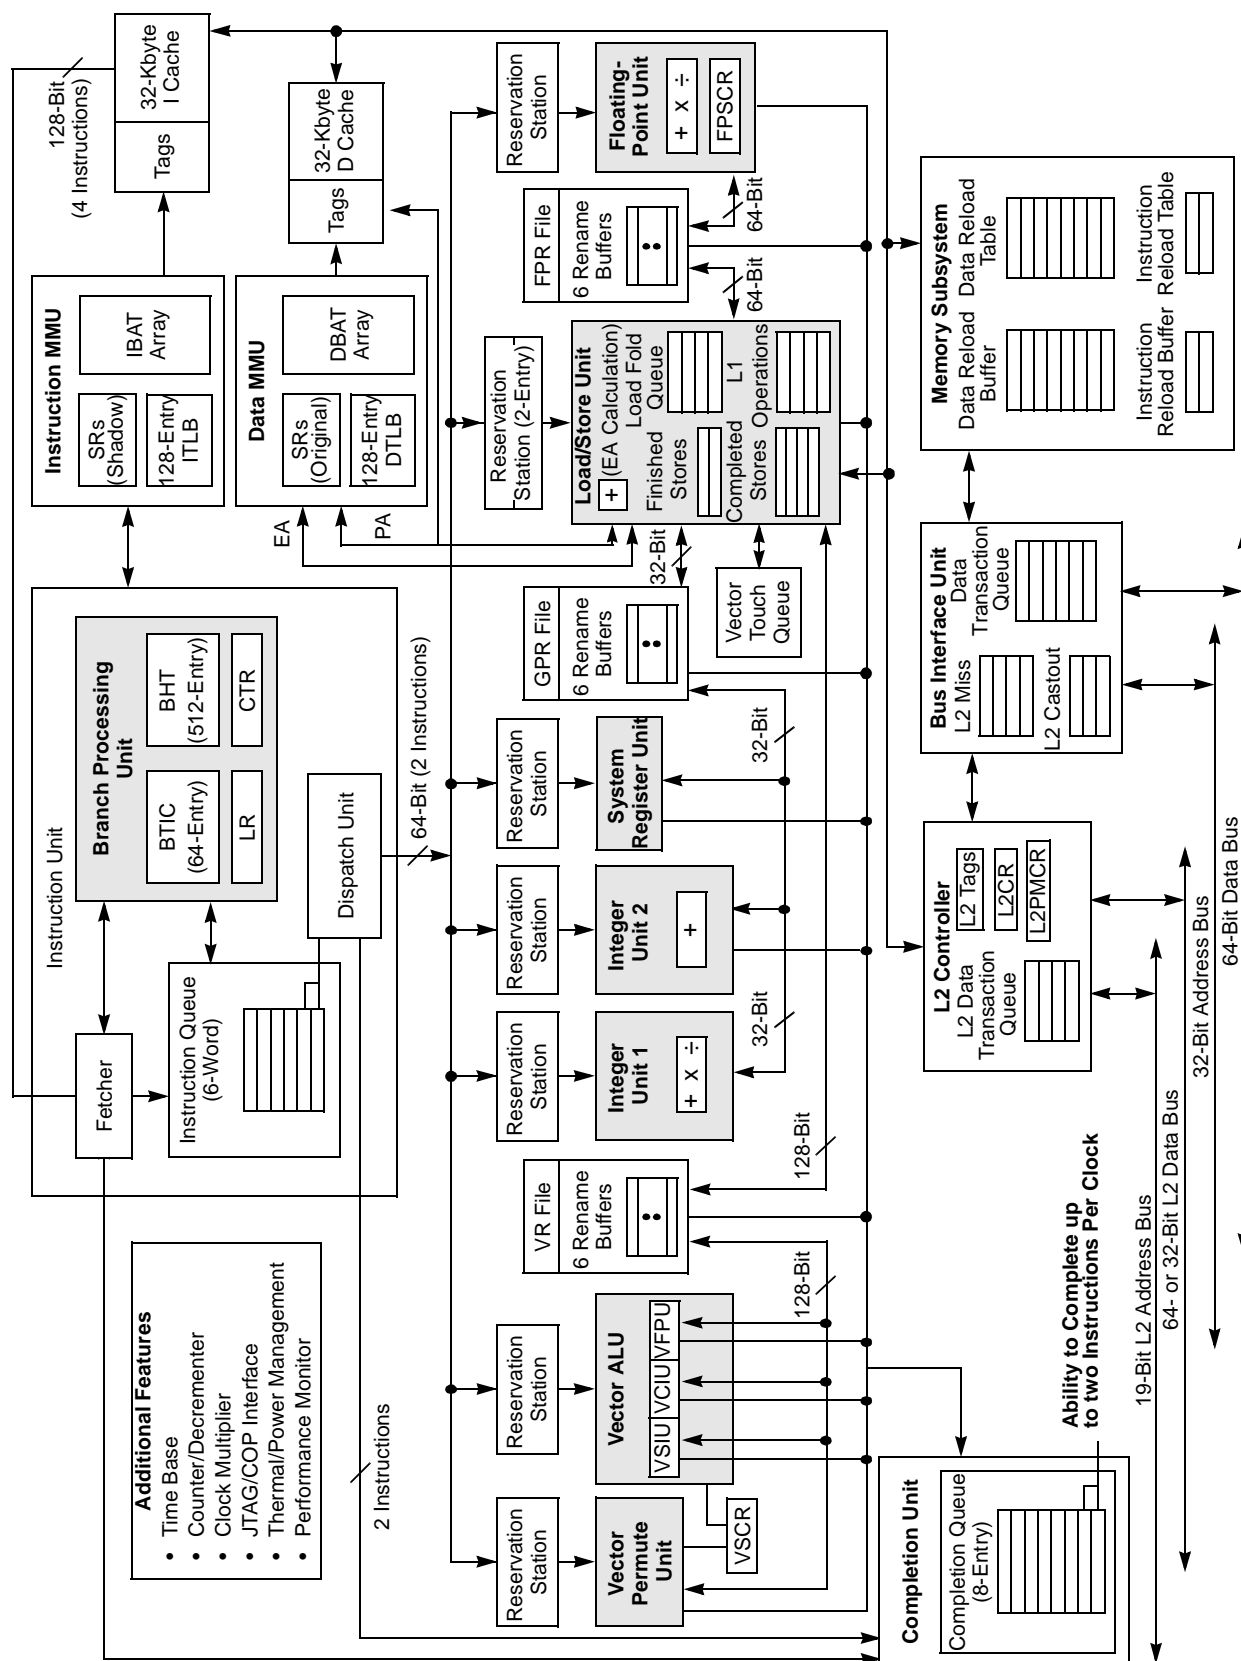 Additional Features
• Time Base
• Counter/Decrementer
• Clock Multiplier
• JTAG/COP Interface
• Thermal/Power Management
• Performance Monitor
Instruction Unit
Fetcher
Instruction Queue
(6-Word)
Branch Processing
Unit
BTIC
(64-Entry)
BHT
(512-Entry)
LR
CTR
Dispatch Unit
64-Bit (2 Instructions)
2 Instructions
128-Bit
(4 Instructions)
Instruction MMU
SRs
(Shadow)
128-Entry
ITLB
IBAT
Array
Tags
32-Kbyte
I Cache
Data MMU
SRs
(Original)
128-Entry
DTLB
DBAT
Array
Tags
32-Kbyte
D Cache
EA
PA
Reservation
Station
Reservation
Station
Reservation
Station
Reservation
Station
Reservation
Station
Reservation
Station (2-Entry)
Reservation
Station
Vector
Permute
Unit
VSCR
Vector ALU
VSIU
VCIU
VFPU
VR File
6 Rename
Buffers
128-Bit
128-Bit
Integer
Unit 1
+ x ÷
Integer
Unit 2
+
System
Register Unit
32-Bit
32-Bit
GPR File
6 Rename
Buffers
32-Bit
Vector
Touch
Queue
Load/Store Unit
+
(EA Calculation)
Load Fold
Queue
Finished
Stores
L1
Operations
Completed
Stores
FPR File
6 Rename
Buffers
64-Bit
64-Bit
Floating-
Point Unit
+ x ÷
FPSCR
Completion Unit
Completion Queue
(8-Entry)
Ability to Complete up
to two Instructions Per Clock
L2 Controller
L2 Data
Transaction
Queue
L2 Tags
L2CR
L2PMCR
Bus Interface Unit
L2 Miss
Data
Transaction
Queue
L2 Castout
Memory Subsystem
Data Reload
Buffer
Data Reload
Table
Instruction
Reload Buffer
Instruction
Reload Table
19-Bit L2 Address Bus
64- or 32-Bit L2 Data Bus
32-Bit Address Bus
64-Bit Data Bus